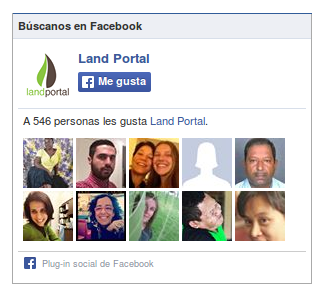 Búscanos en Facebook
Land Portal
landportal
Me gusta
A 546 personas les gusta Land Portal.
Plug-in social de Facebook